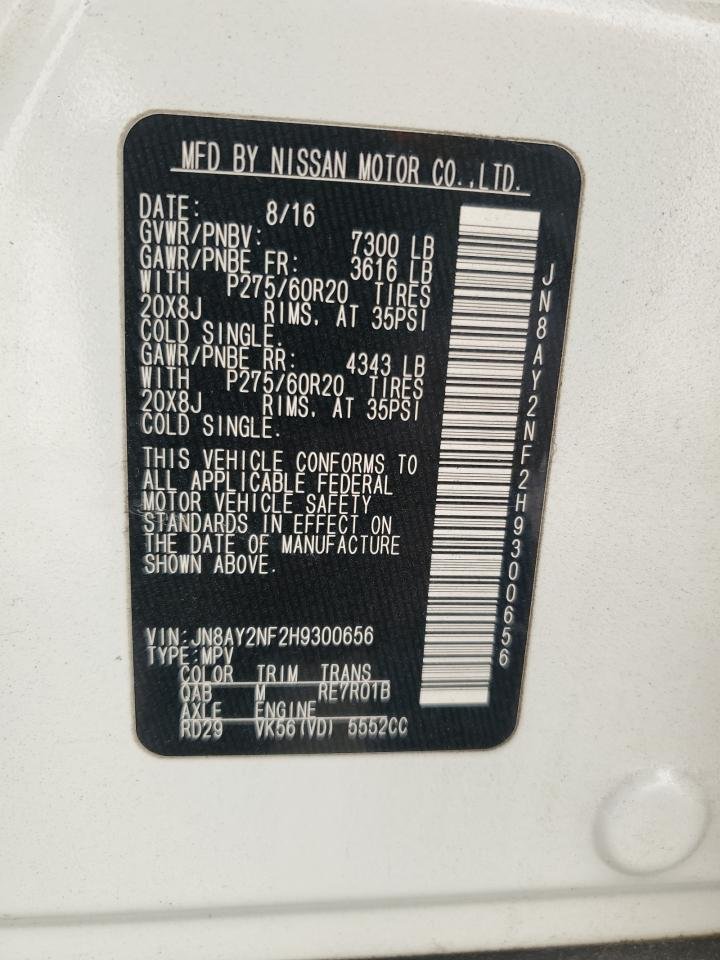 MFD BY NISSAN MOTOR CO.,LTD.
DATE: 8/16
GVWR/PNBV: 7300 LB
GAWR/PNBE FR: 3616 LB
WITH P275/60R20 TIRES
20X8J RIMS, AT 35PSI
COLD SINGLE.
GAWR/PNBE RR: 4343 LB
WITH P275/60R20 TIRES
20X8J RIMS, AT 35PSI
COLD SINGLE.
THIS VEHICLE CONFORMS TO
ALL APPLICABLE FEDERAL
MOTOR VEHICLE SAFETY
STANDARDS IN EFFECT ON
THE DATE OF MANUFACTURE
SHOWN ABOVE.
VIN:JN8AY2NF2H9300656
TYPE:MPV
COLOR TRIM TRANS
QAB M RE7R01B
AXLE ENGINE
RD29 VK56(VD) 5552CC
JN8AY2NF2H9300656